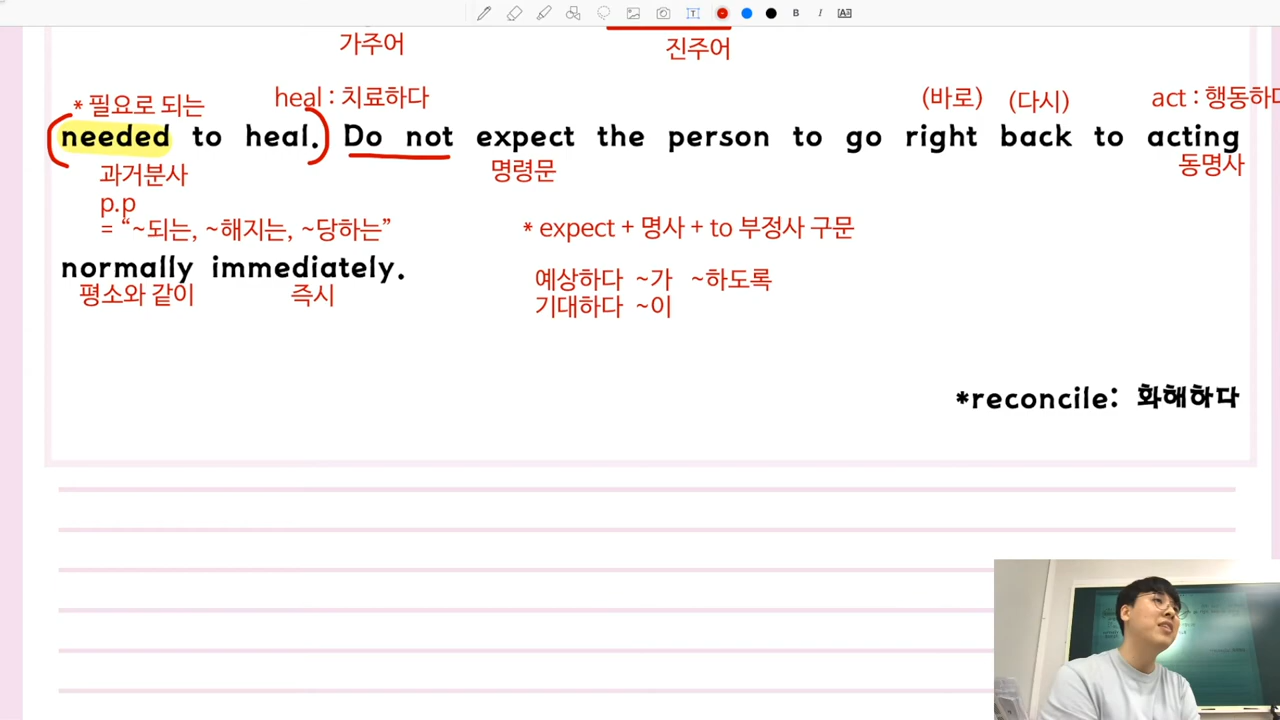 B I A
가주어 진주어
* 필요로 되는 heal : 치료하다 (바로) (다시) act : 행동하다
needed to heal. Do not expect the person to go right back to acting
과거분사 명령문 동명사
p.p
= “~되는, ~해지는, ~당하는” * expect + 명사 + to 부정사 구문
normally immediately.
평소와 같이 즉시 예상하다 ~가 ~하도록
기대하다 ~이
*reconcile: 화해하다